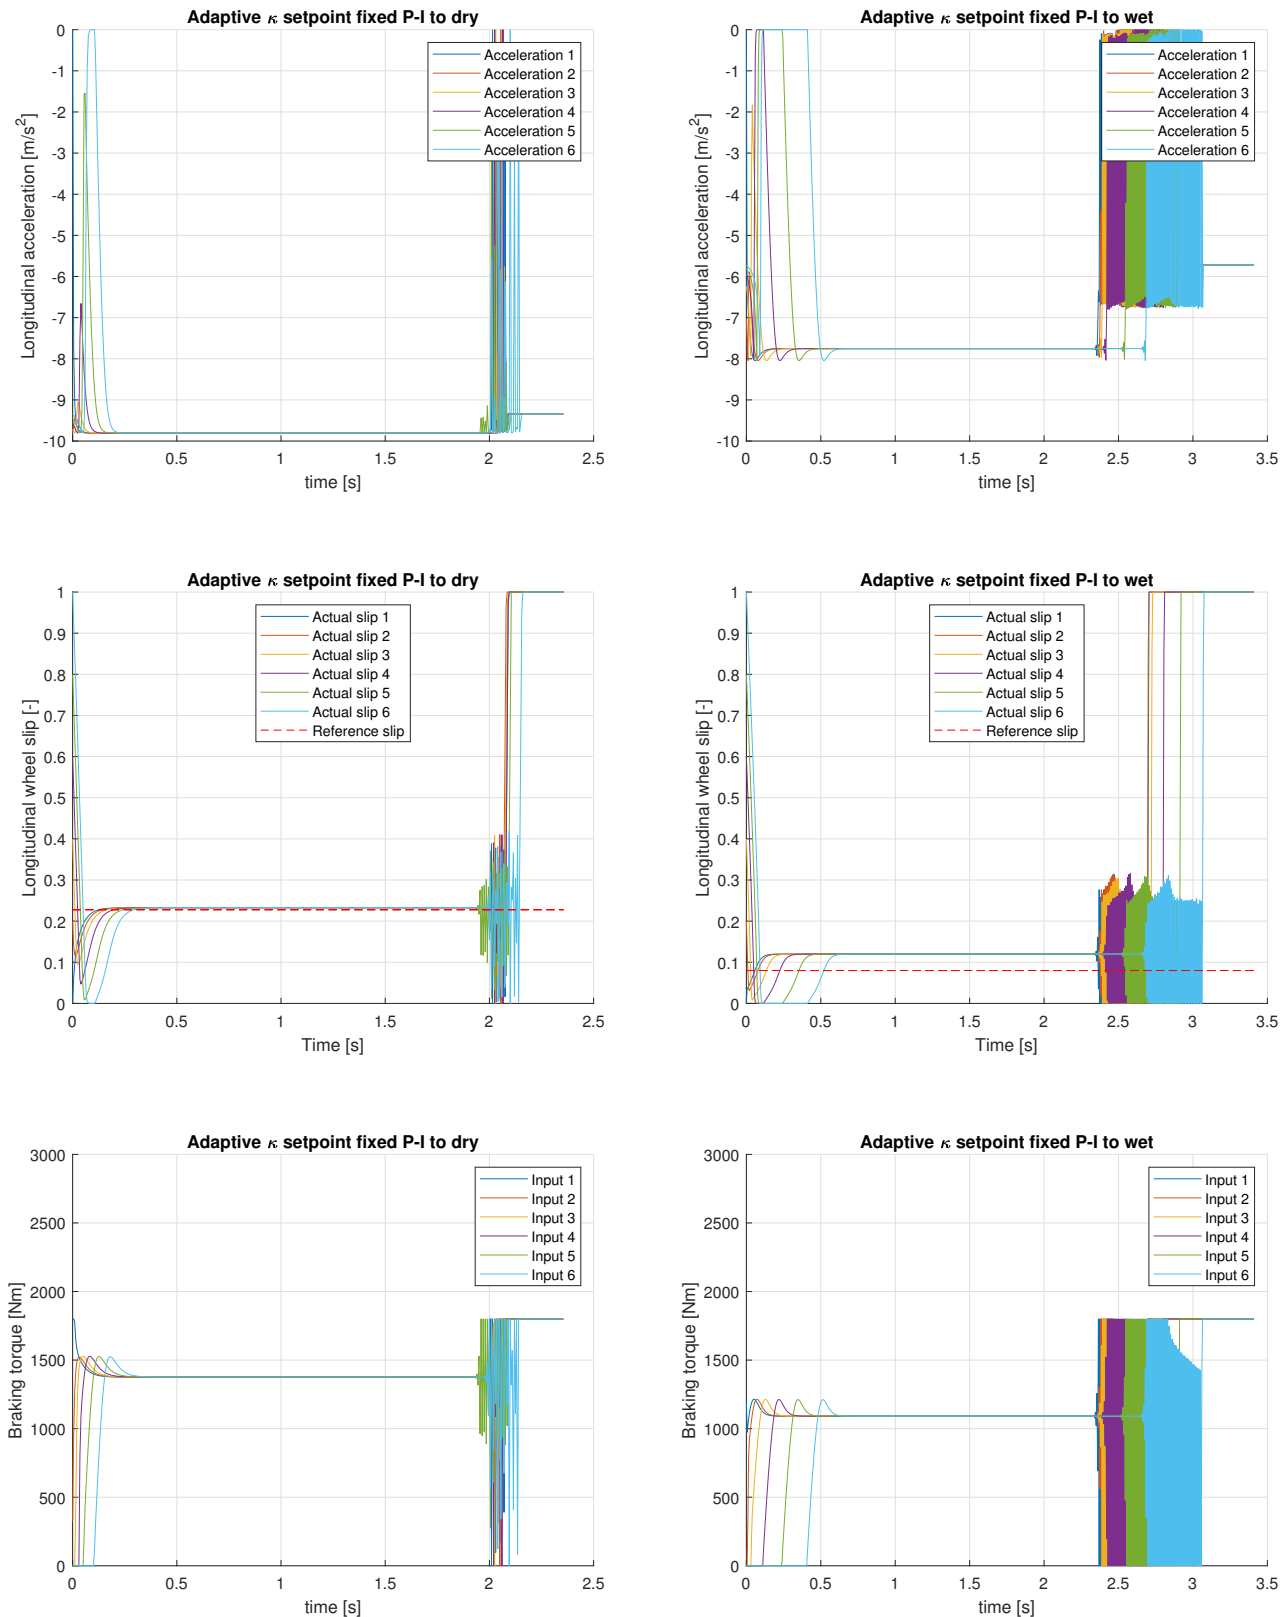 Adaptive κ setpoint fixed P-I to dry
0
-1
-2
-3
-4
-5
-6
-7
-8
-9
-10
Longitudinal acceleration [m/s²]
Acceleration 1
Acceleration 2
Acceleration 3
Acceleration 4
Acceleration 5
Acceleration 6
0 0.5 1 1.5 2 2.5
time [s]
Adaptive κ setpoint fixed P-I to wet
0
-1
-2
-3
-4
-5
-6
-7
-8
-9
-10
Longitudinal acceleration [m/s²]
Acceleration 1
Acceleration 2
Acceleration 3
Acceleration 4
Acceleration 5
Acceleration 6
0 0.5 1 1.5 2 2.5 3 3.5
time [s]
Adaptive κ setpoint fixed P-I to dry
1
0.9
0.8
0.7
0.6
0.5
0.4
0.3
0.2
0.1
0
Longitudinal wheel slip [-]
Actual slip 1
Actual slip 2
Actual slip 3
Actual slip 4
Actual slip 5
Actual slip 6
Reference slip
0 0.5 1 1.5 2 2.5
Time [s]
Adaptive κ setpoint fixed P-I to wet
1
0.9
0.8
0.7
0.6
0.5
0.4
0.3
0.2
0.1
0
Longitudinal wheel slip [-]
Actual slip 1
Actual slip 2
Actual slip 3
Actual slip 4
Actual slip 5
Actual slip 6
Reference slip
0 0.5 1 1.5 2 2.5 3 3.5
Time [s]
Adaptive κ setpoint fixed P-I to dry
3000
2500
2000
1500
1000
500
0
Braking torque [Nm]
Input 1
Input 2
Input 3
Input 4
Input 5
Input 6
0 0.5 1 1.5 2 2.5
time [s]
Adaptive κ setpoint fixed P-I to wet
3000
2500
2000
1500
1000
500
0
Braking torque [Nm]
Input 1
Input 2
Input 3
Input 4
Input 5
Input 6
0 0.5 1 1.5 2 2.5 3 3.5
time [s]